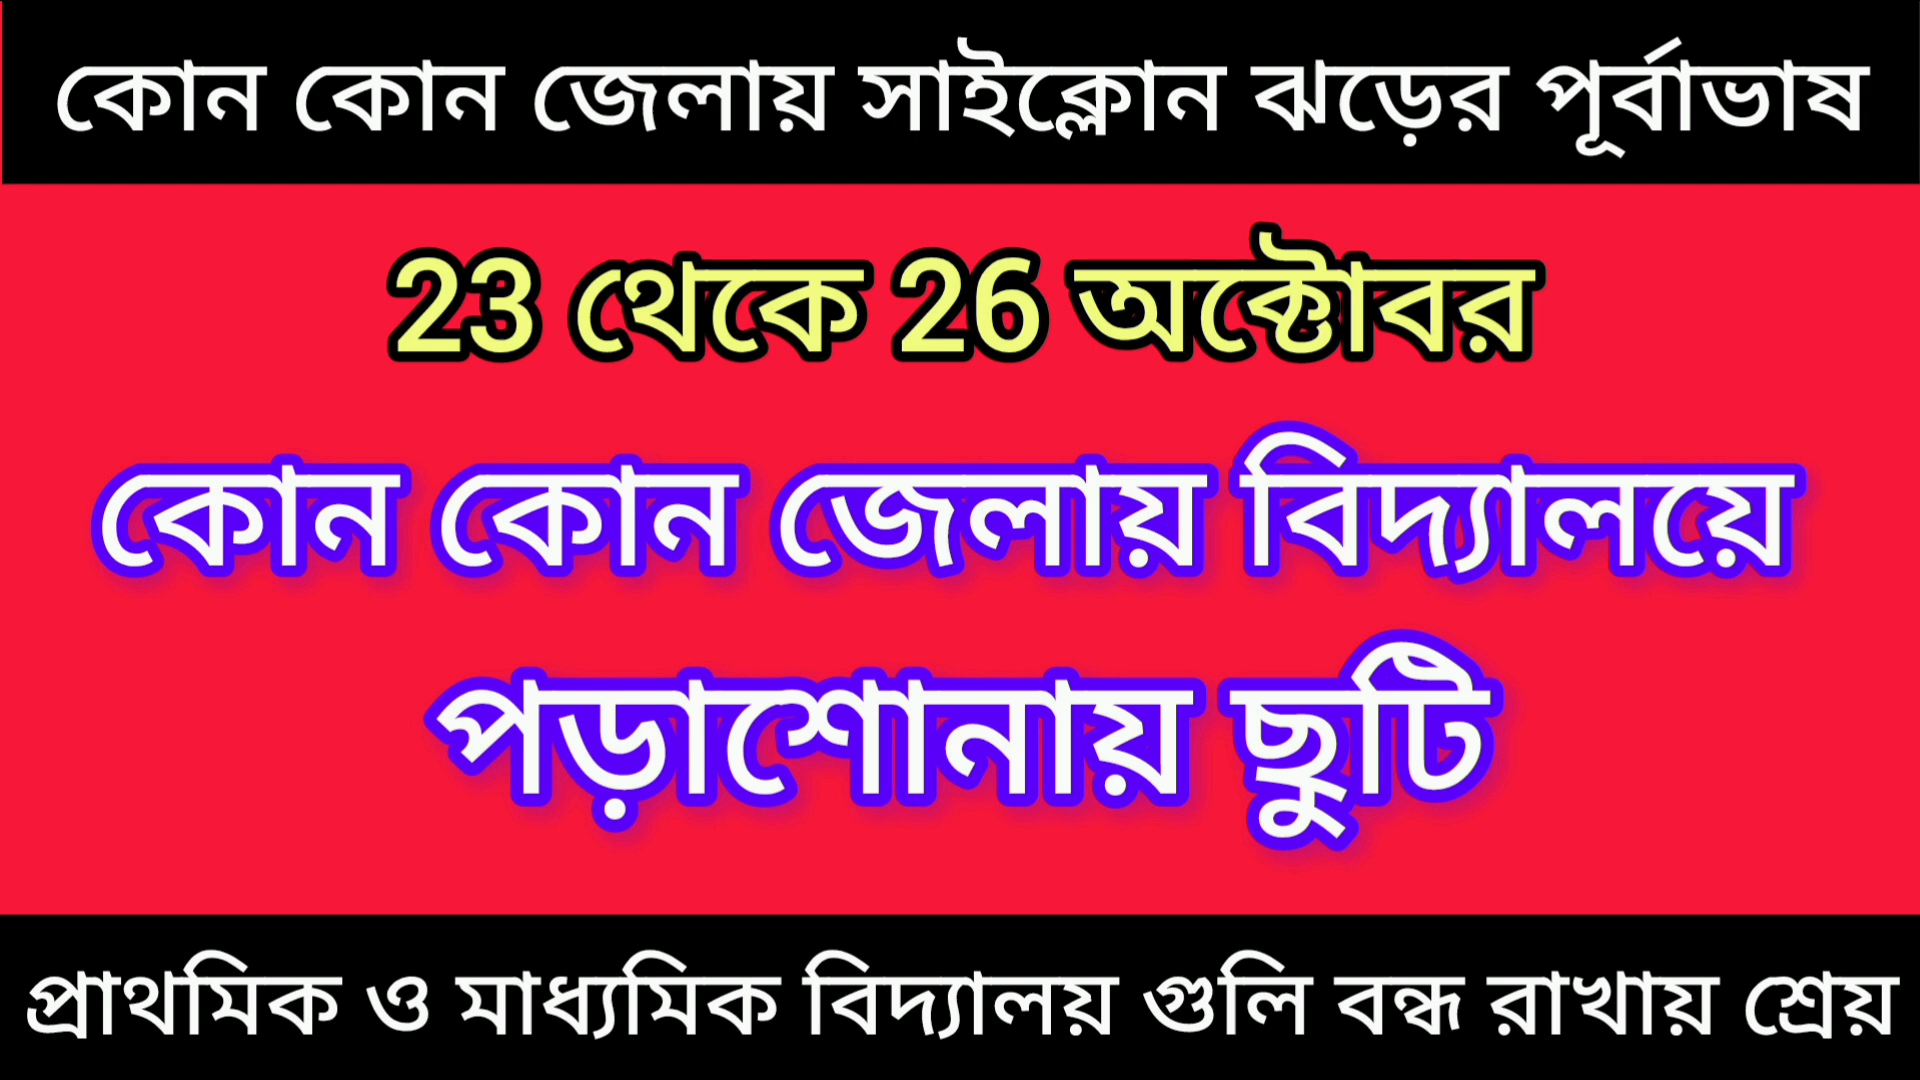 কোন কোন জেলায় সাইক্লোন ঝড়ের পূর্বাভাষ
23 থেকে 26 অক্টোবর
কোন কোন জেলায় বিদ্যালয়ে
পড়াশোনায় ছুটি
প্রাথমিক ও মাধ্যমিক বিদ্যালয় গুলি বন্ধ রাখায় শ্রেয়